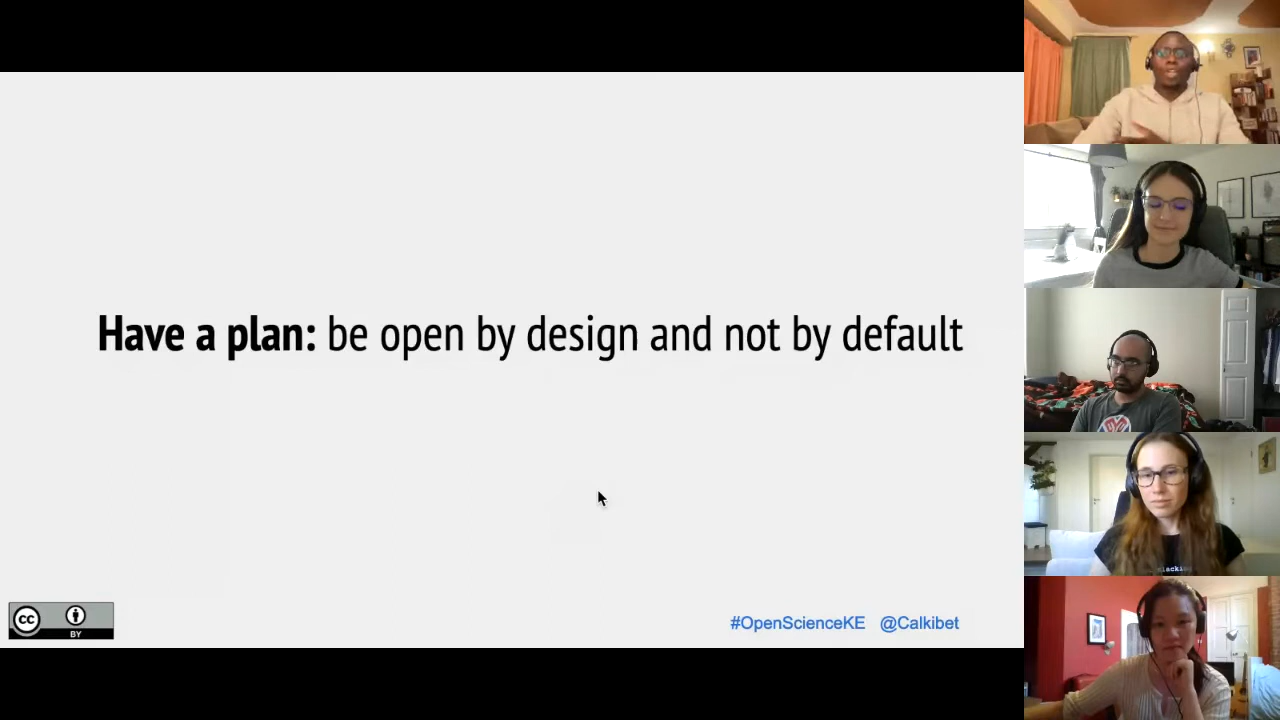 Have a plan: be open by design and not by default
cc
BY
#OpenScienceKE @Calkibet